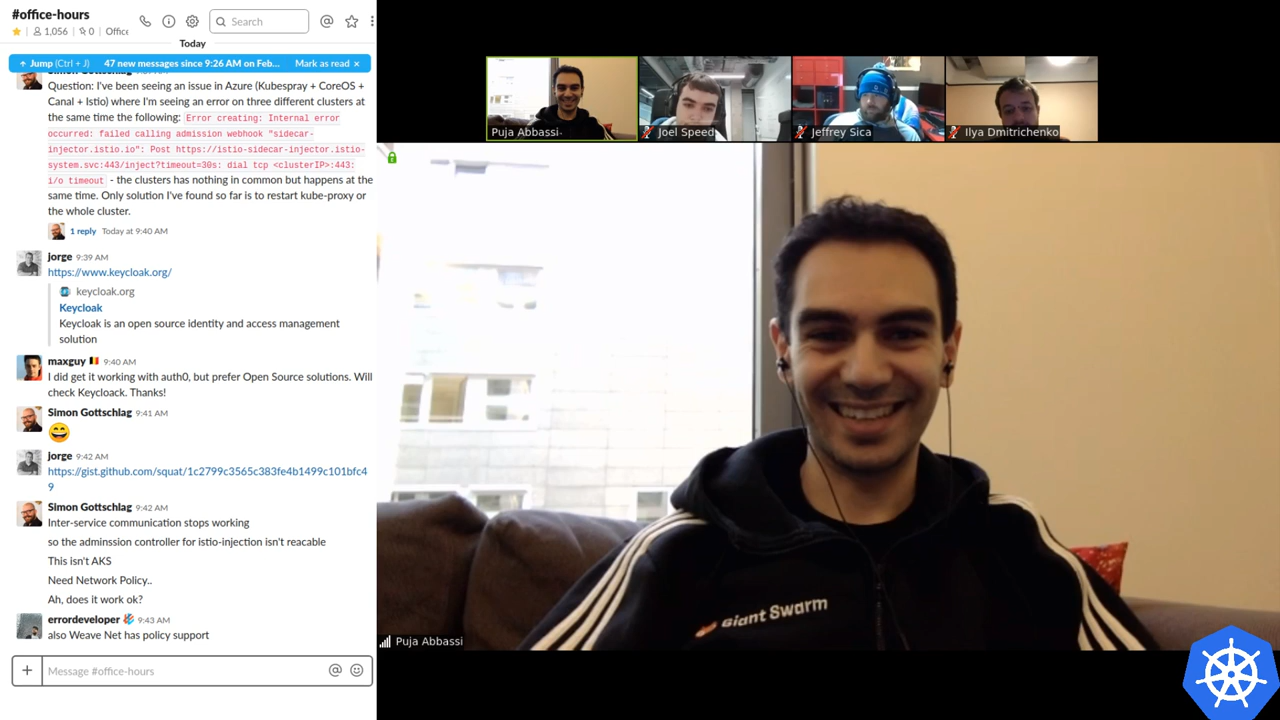 #office-hours
1,056
0
Office
Search
Today
Jump (Ctrl + J)
47 new messages since 9:26 AM on Feb...
Mark as read ×
Simon Gottschlag
Question: I've been seeing an issue in Azure (Kubespray + CoreOS +
Canal + Istio) where I'm seeing an error on three different clusters at
the same time the following: Error creating: Internal error
occurred: failed calling admission webhook "sidecar-
injector.istio.io": Post https://istio-sidecar-injector.istio-
system.svc:443/inject?timeout=30s: dial tcp <clusterIP>:443:
i/o timeout - the clusters has nothing in common but happens at the
same time. Only solution I've found so far is to restart kube-proxy or
the whole cluster.
1 reply Today at 9:40 AM
jorge 9:39 AM
https://www.keycloak.org/
keycloak.org
Keycloak
Keycloak is an open source identity and access management
solution
maxguy 9:40 AM
I did get it working with auth0, but prefer Open Source solutions. Will
check Keycloack. Thanks!
Simon Gottschlag 9:41 AM
jorge 9:42 AM
https://gist.github.com/squat/1c2799c3565c383fe4b1499c101bfc4
9
Simon Gottschlag 9:42 AM
Inter-service communication stops working
so the adminssion controller for istio-injection isn't reacable
This isn't AKS
Need Network Policy..
Ah, does it work ok?
errordeveloper 9:43 AM
also Weave Net has policy support
Message #office-hours
Puja Abbassi
Joel Speed
Jeffrey Sica
Ilya Dmitrichenko
Giant Swarm
Puja Abbassi